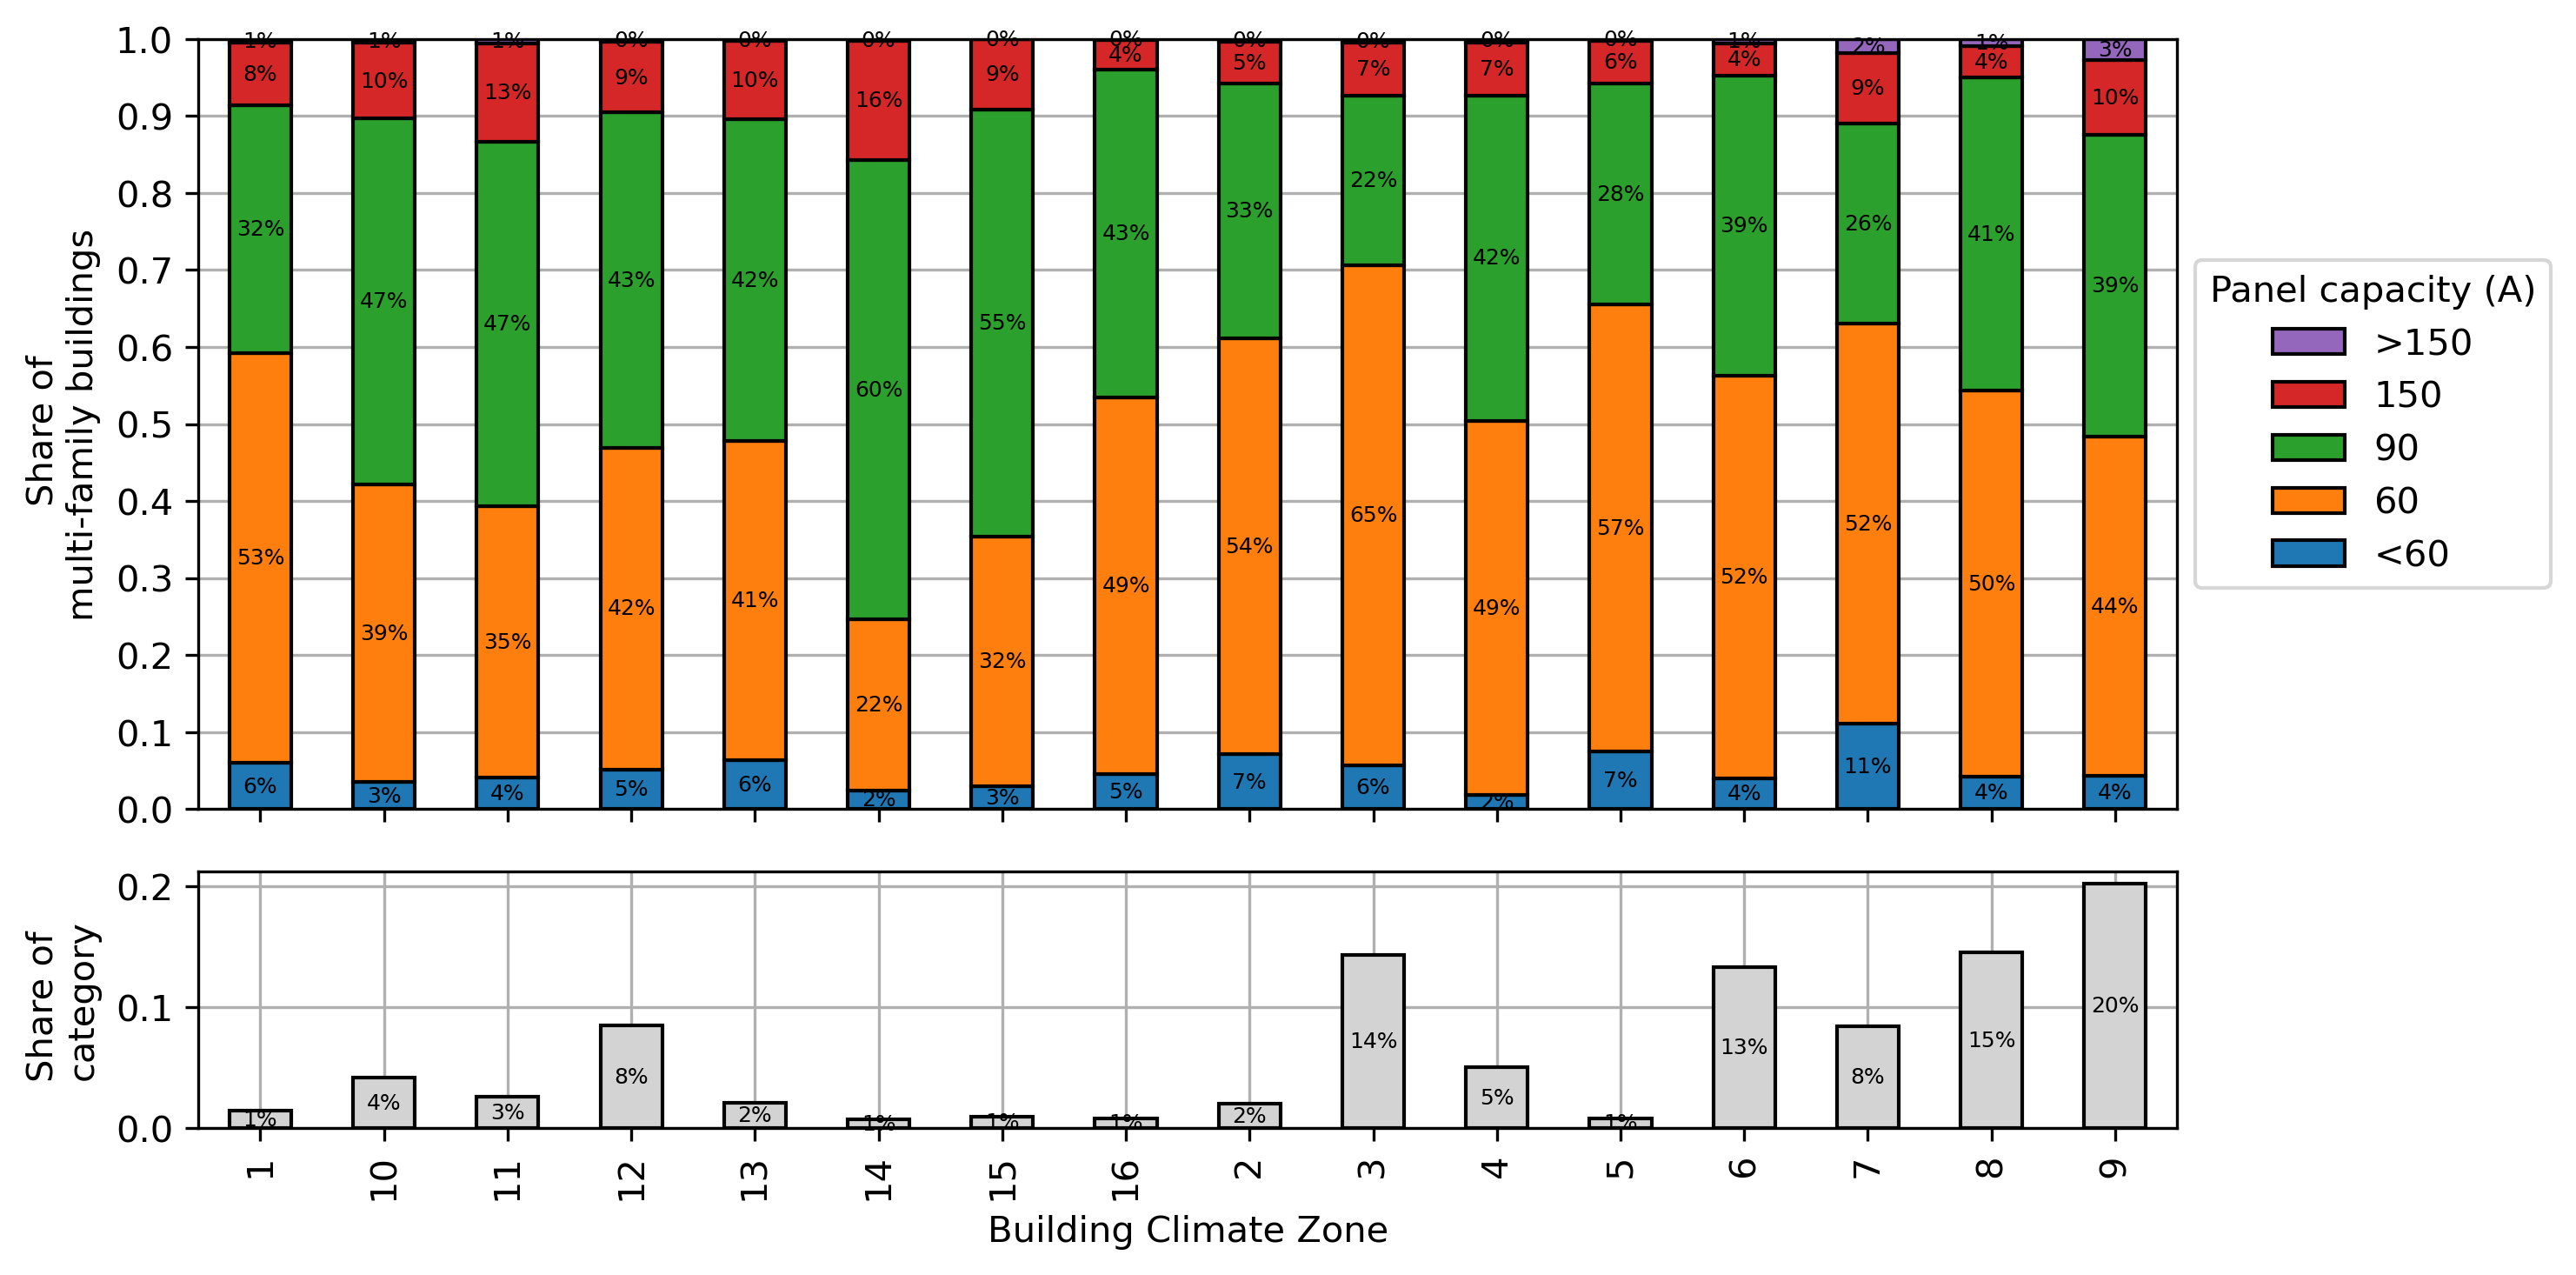 1.0
1% 1% 1% 0% 0% 0% 0% 0% 0% 0% 0% 0% 1% 2% 1% 3%
8% 10% 13% 9% 10% 16% 9% 4% 5% 7% 7% 6% 4% 9% 4% 10%
0.9
0.8
0.7
0.6
0.5
0.4
0.3
0.2
0.1
0.0
32% 47% 47% 43% 42% 60% 55% 43% 33% 22% 42% 28% 39% 26% 41% 39%
53% 39% 35% 42% 41% 22% 32% 49% 54% 65% 49% 57% 52% 52% 50% 44%
6% 3% 4% 5% 6% 2% 3% 5% 7% 6% 2% 7% 4% 11% 4% 4%
Share of
multi-family buildings
Panel capacity (A)
>150
150
90
60
<60
0.2
0.1
0.0
Share of
category
1% 4% 3% 8% 2% 1% 1% 1% 2% 14% 5% 1% 13% 8% 15% 20%
1 10 11 12 13 14 15 16 2 3 4 5 6 7 8 9
Building Climate Zone